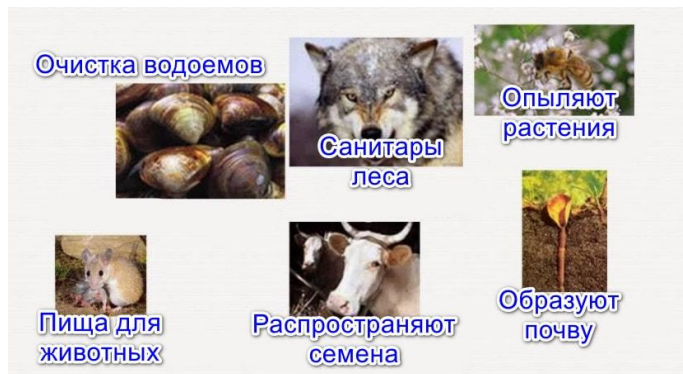 Очистка водоемов
Санитары
леса
Опыляют
растения
Пища для
животных
Распространяют
семена
Образуют
почву